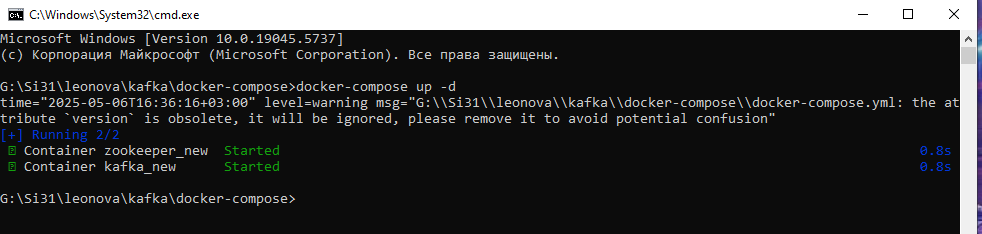 C:\Windows\System32\cmd.exe
Microsoft Windows [Version 10.0.19045.5737]
(c) Корпорация Майкрософт (Microsoft Corporation). Все права защищены.
G:\Si31\leonova\kafka\docker-compose>docker-compose up -d
time="2025-05-06T16:36:16+03:00" level=warning msg="G:\\Si31\\leonova\\kafka\\docker-compose\\docker-compose.yml: the at
tribute `version` is obsolete, it will be ignored, please remove it to avoid potential confusion"
[+] Running 2/2
Container zookeeper_new Started 0.8s
Container kafka_new Started 0.8s
G:\Si31\leonova\kafka\docker-compose>